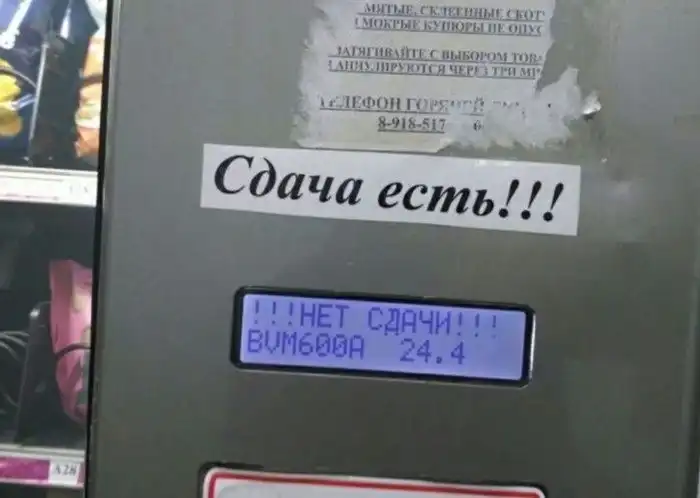 МЯТЫЕ, СКЛЕЕННЫЕ
МОКРЫЕ КУПЮРЫ НЕ
ЗАТЯГИВАЙТЕ С ВЫБОРОМ
АННУЛИРУЮТСЯ ЧЕРЕЗ ТРИ
ТЕЛЕФОН ГОРЯЧЕЙ
8-918-517
Сдача есть!!!
!!!НЕТ СДАЧИ!!!
BVM600A 24.4
A28